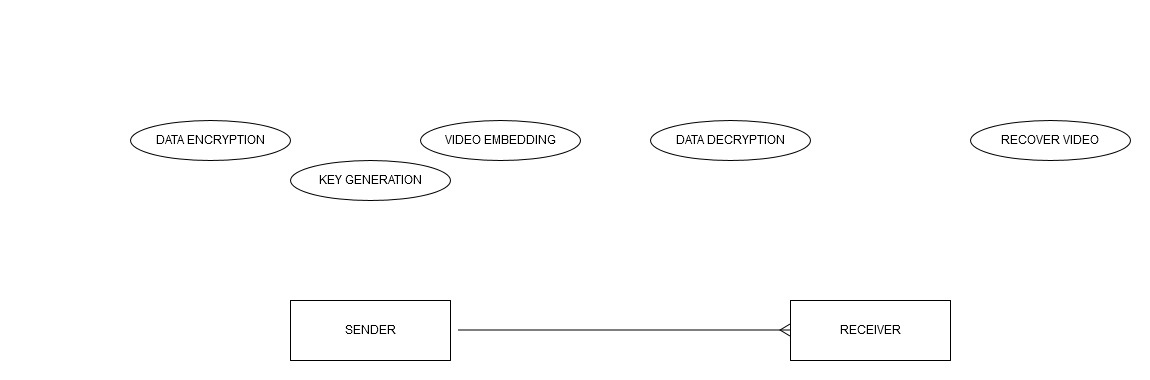 DATA ENCRYPTION
VIDEO EMBEDDING
DATA DECRYPTION
RECOVER VIDEO
KEY GENERATION
SENDER
RECEIVER